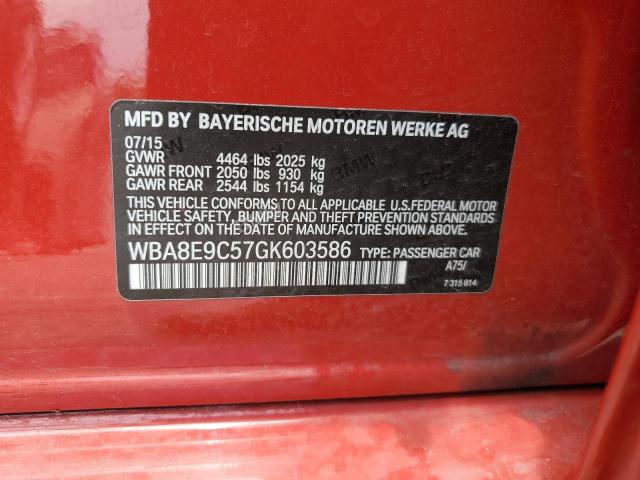 MFD BY BAYERISCHE MOTOREN WERKE AG
07/15
GVWR 4464 lbs 2025 kg
GAWR FRONT 2050 lbs 930 kg
GAWR REAR 2544 lbs 1154 kg
THIS VEHICLE CONFORMS TO ALL APPLICABLE U.S.FEDERAL MOTOR
VEHICLE SAFETY, BUMPER AND THEFT PREVENTION STANDARDS
IN EFFECT ON THE DATE OF MANUFACTURE SHOWN ABOVE.
WBA8E9C57GK603586 TYPE: PASSENGER CAR
A75/
7 315 814